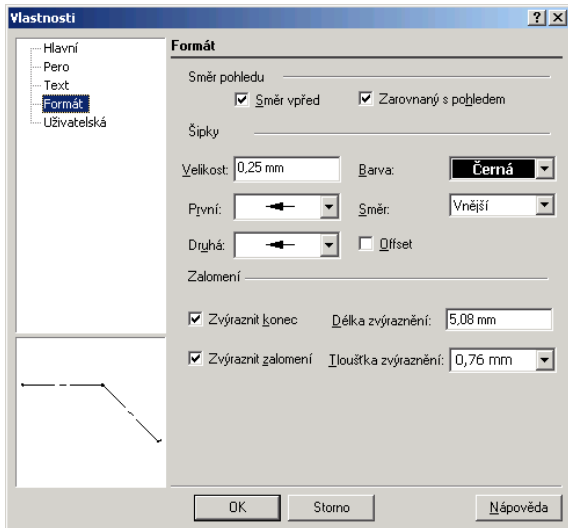 Vlastnosti
Hlavní
Pero
Text
Formát
Uživatelská
Formát
Směr pohledu
Směr vpřed
Zarovnaný s pohledem
Šipky
Velikost: 0,25 mm
Barva: Černá
První:
Směr: Vnější
Druhá:
Offset
Zalomení
Zvýraznit konec
Délka zvýraznění: 5,08 mm
Zvýraznit zalomení
Tloušťka zvýraznění: 0,76 mm
OK
Storno
Nápověda